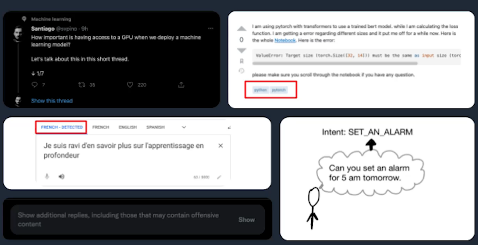 Machine learning
Santiago @svpino · 9h
How important is having access to a GPU when we deploy a machine
learning model?
Let's talk about this in this short thread.
↓ 1/7
7
39
220
Show this thread
0
I am using pytorch with transformers to use a trained bert model. while I am calculating the loss
function. I am getting a error regarding different sizes and it put me off for while now. Here is
the whole Notebook. Here is the error:
ValueError: Target size (torch.Size([32, 14])) must be the same as input size (torc
please make sure you scroll through the notebook if you have any question.
python pytorch
FRENCH - DETECTED FRENCH ENGLISH SPANISH
Je suis ravi d'en savoir plus sur l'apprentissage en
profondeur
Show additional replies, including those that may contain offensive
content
Show
Intent: SET_AN_ALARM
Can you set an alarm
for 5 am tomorrow.